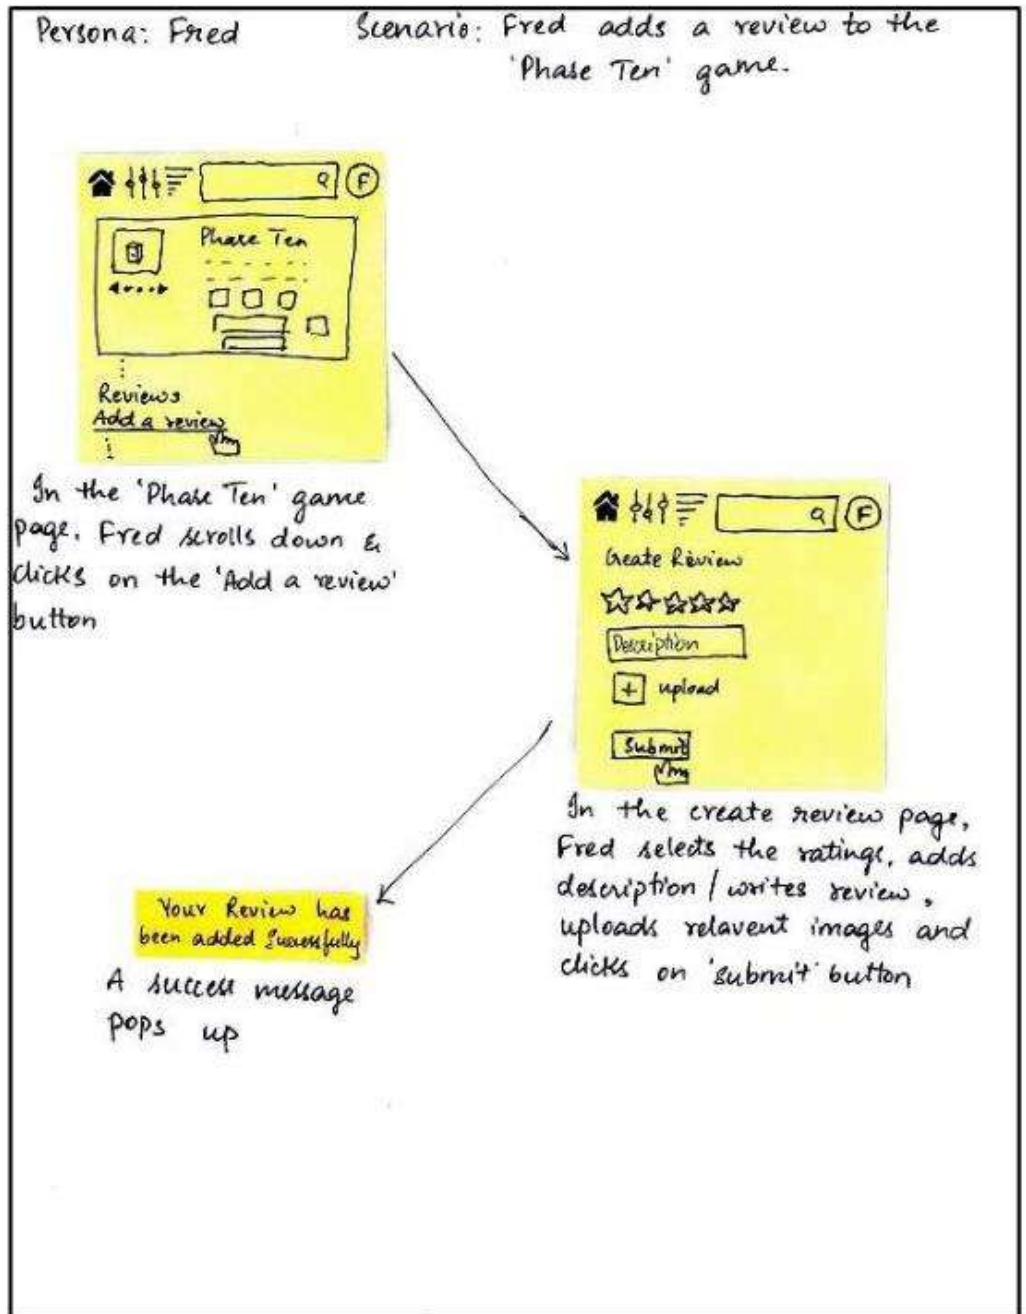 Persona: Fred
Scenario: Fred adds a review to the
'Phase Ten' game.
F
Phase Ten
Reviews
Add a review
In the 'Phase Ten' game
page, Fred scrolls down &
clicks on the 'Add a review'
button
F
Create Review
Description
+ upload
Submit
In the create review page,
Fred selects the ratings, adds
description / writes review,
uploads relavent images and
clicks on 'submit' button
Your Review has
been added Successfully
A success message
pops up